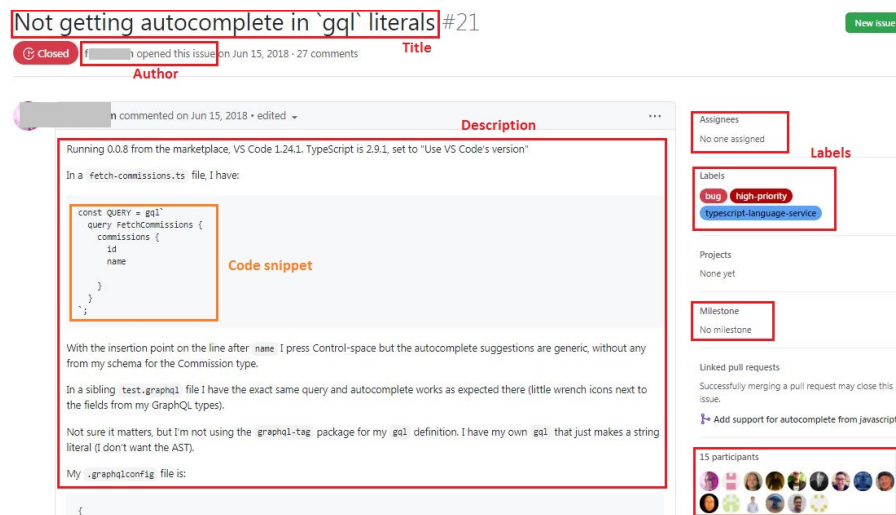 Not getting autocomplete in `gql` literals #21
New issue
Closed
opened this issue on Jun 15, 2018 · 27 comments
Title
Author
commented on Jun 15, 2018 • edited
...
Description
Running 0.0.8 from the marketplace, VS Code 1.24.1. TypeScript is 2.9.1, set to "Use VS Code's version"
In a fetch-commissions.ts file, I have:
const QUERY = gql`
query FetchCommissions {
commissions {
id
name
}
}
`;
Code snippet
With the insertion point on the line after name I press Control-space but the autocomplete suggestions are generic, without any
from my schema for the Commission type.
In a sibling test.graphql file I have the exact same query and autocomplete works as expected there (little wrench icons next to
the fields from my GraphQL types).
Not sure it matters, but I'm not using the graphql-tag package for my gql definition. I have my own gql that just makes a string
literal (I don't want the AST).
My .graphqlconfig file is:
{
Assignees
No one assigned
Labels
Labels
bug high-priority
typescript-language-service
Projects
None yet
Milestone
No milestone
Linked pull requests
Successfully merging a pull request may close this
issue.
Add support for autocomplete from javascript
15 participants